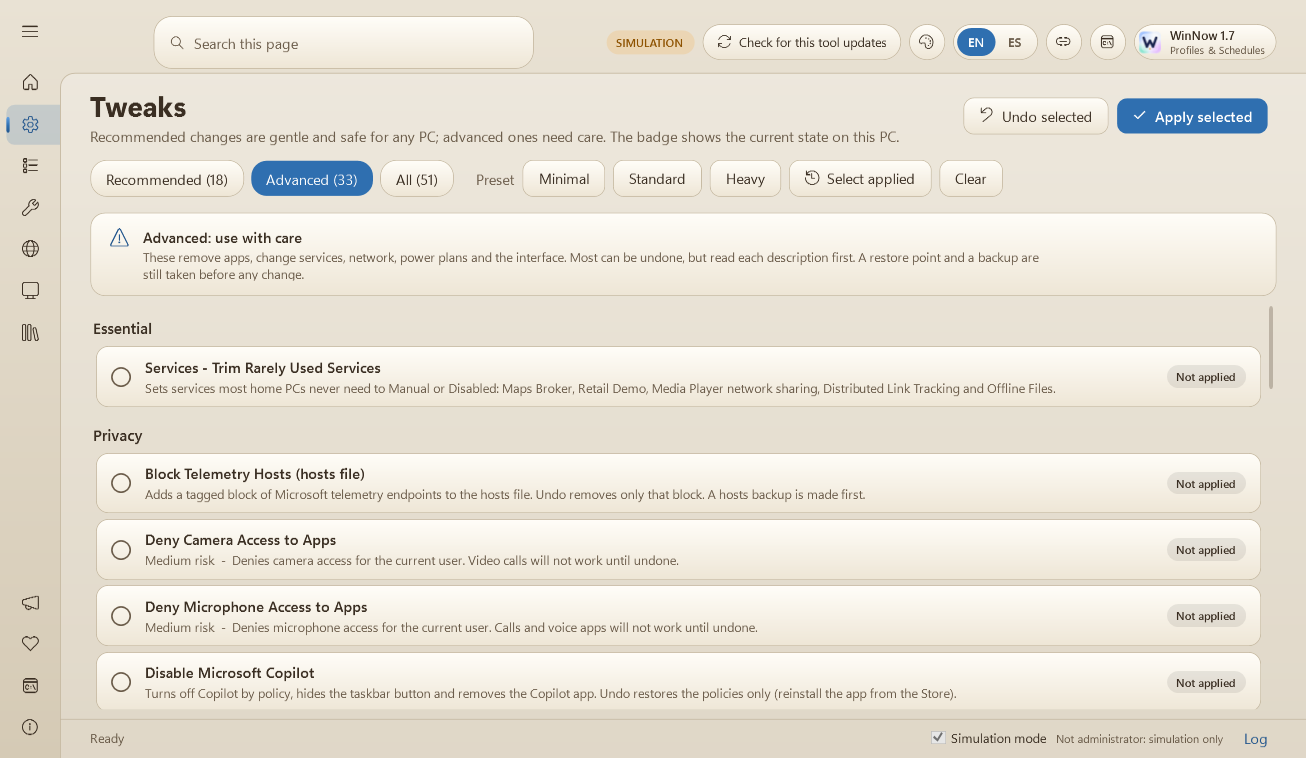 Search this page
SIMULATION
Check for this tool updates
EN
ES
WinNow 1.7
Profiles & Schedules
Tweaks
Recommended changes are gentle and safe for any PC; advanced ones need care. The badge shows the current state on this PC.
Undo selected
Apply selected
Recommended (18)
Advanced (33)
All (51)
Preset
Minimal
Standard
Heavy
Select applied
Clear
Advanced: use with care
These remove apps, change services, network, power plans and the interface. Most can be undone, but read each description first. A restore point and a backup are
still taken before any change.
Essential
Services - Trim Rarely Used Services
Sets services most home PCs never need to Manual or Disabled: Maps Broker, Retail Demo, Media Player network sharing, Distributed Link Tracking and Offline Files.
Not applied
Privacy
Block Telemetry Hosts (hosts file)
Adds a tagged block of Microsoft telemetry endpoints to the hosts file. Undo removes only that block. A hosts backup is made first.
Not applied
Deny Camera Access to Apps
Medium risk - Denies camera access for the current user. Video calls will not work until undone.
Not applied
Deny Microphone Access to Apps
Medium risk - Denies microphone access for the current user. Calls and voice apps will not work until undone.
Not applied
Disable Microsoft Copilot
Turns off Copilot by policy, hides the taskbar button and removes the Copilot app. Undo restores the policies only (reinstall the app from the Store).
Not applied
Ready
Simulation mode
Not administrator: simulation only
Log